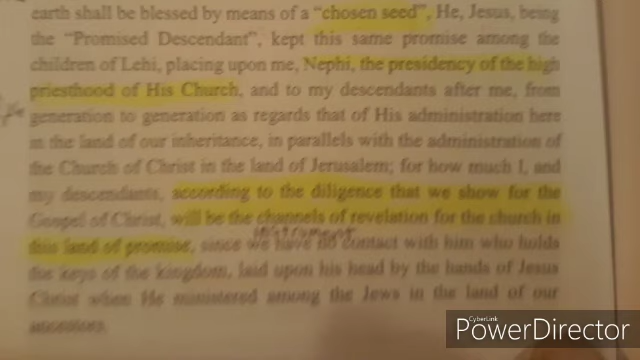 earth shall be blessed by means of a “chosen seed”, He, Jesus, being
the “Promised Descendant”, kept this same promise among the
children of Lehi, placing upon me, Nephi, the presidency of the high
priesthood of His Church, and to my descendants after me, from
generation to generation as regards that of His administration here
in the land of our inheritance, in parallels with the administration of
the Church of Christ in the land of Jerusalem; for how much I, and
my descendants, according to the diligence that we show for the
Gospel of Christ, will be the channels of revelation for the church in
instrument
this land of promise, since we have no contact with him who holds
the keys of the kingdom, laid upon his head by the hands of Jesus
Christ when He ministered among the Jews in the land of our
ancestors.
CyberLink
PowerDirector